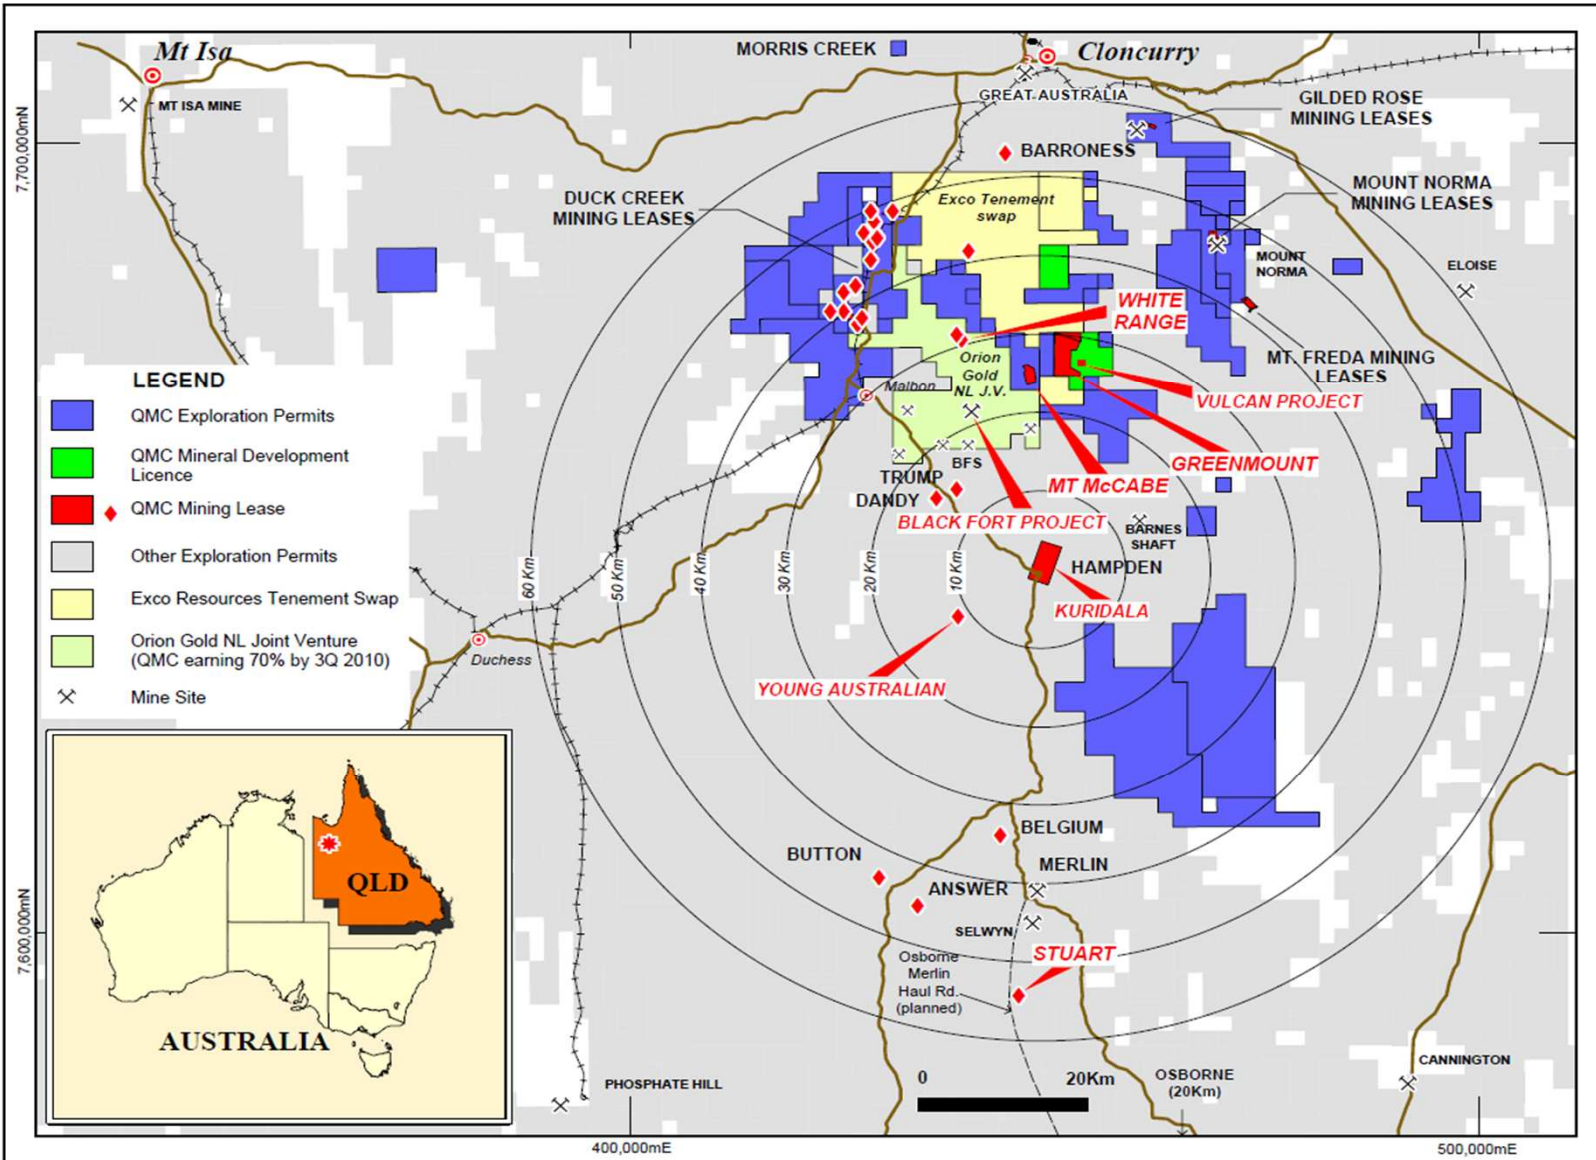 Mt Isa
MORRIS CREEK
Cloncurry
MT ISA MINE
GREAT AUSTRALIA
GILDED ROSE
MINING LEASES
7,700,000mN
BARRONESS
DUCK CREEK
MINING LEASES
Exco Tenement
swap
MOUNT NORMA
MINING LEASES
MOUNT
NORMA
ELOISE
WHITE
RANGE
Orion
Gold
NL J.V.
MT. FREDA MINING
LEASES
Malbon
VULCAN PROJECT
GREENMOUNT
MT McCABE
BFS
TRUMP
DANDY
BLACK FORT PROJECT
BARNES
SHAFT
HAMPDEN
KURIDALA
60 Km
50 Km
40 Km
30 Km
20 Km
10 Km
YOUNG AUSTRALIAN
Duchess
LEGEND
QMC Exploration Permits
QMC Mineral Development
Licence
QMC Mining Lease
Other Exploration Permits
Exco Resources Tenement Swap
Orion Gold NL Joint Venture
(QMC earning 70% by 3Q 2010)
Mine Site
QLD
AUSTRALIA
BELGIUM
BUTTON
MERLIN
ANSWER
SELWYN
7,600,000mN
STUART
Osborne
Merlin
Haul Rd.
(planned)
0 20Km
OSBORNE
(20Km)
CANNINGTON
PHOSPHATE HILL
400,000mE
500,000mE